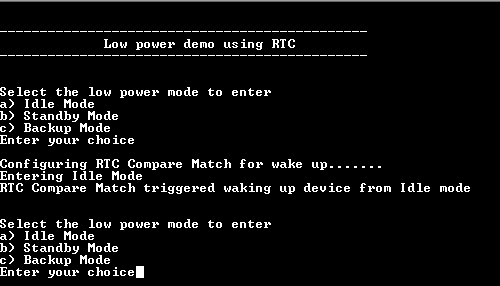 Low power demo using RTC
Select the low power mode to enter
a) Idle Mode
b) Standby Mode
c) Backup Mode
Enter your choice
Configuring RTC Compare Match for wake up.......
Entering Idle Mode
RTC Compare Match triggered waking up device from Idle mode
Select the low power mode to enter
a) Idle Mode
b) Standby Mode
c) Backup Mode
Enter your choice